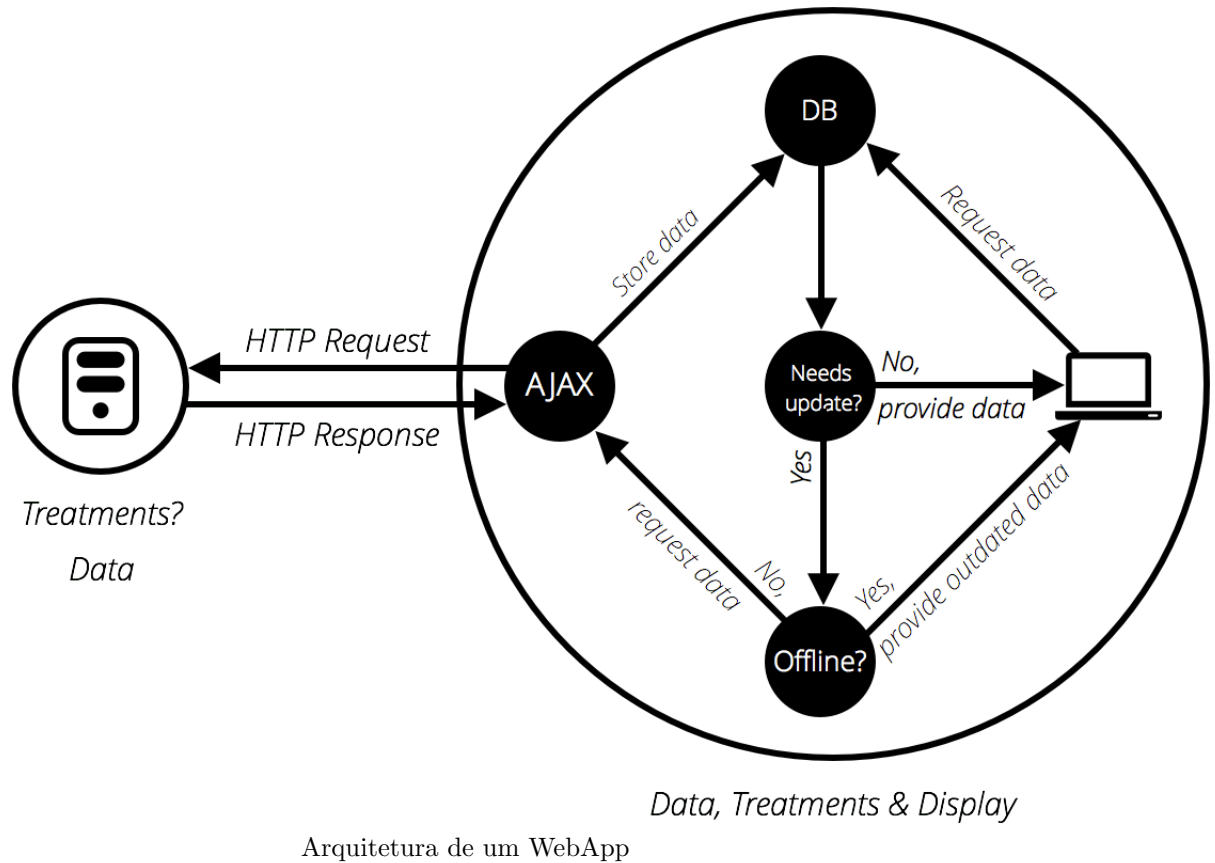 DB
Store data
Request data
HTTP Request
AJAX
Needs
update?
No,
provide data
HTTP Response
Yes
Treatments?
Data
No,
request data
Yes,
provide outdated data
Offline?
Data, Treatments & Display
Arquitetura de um WebApp